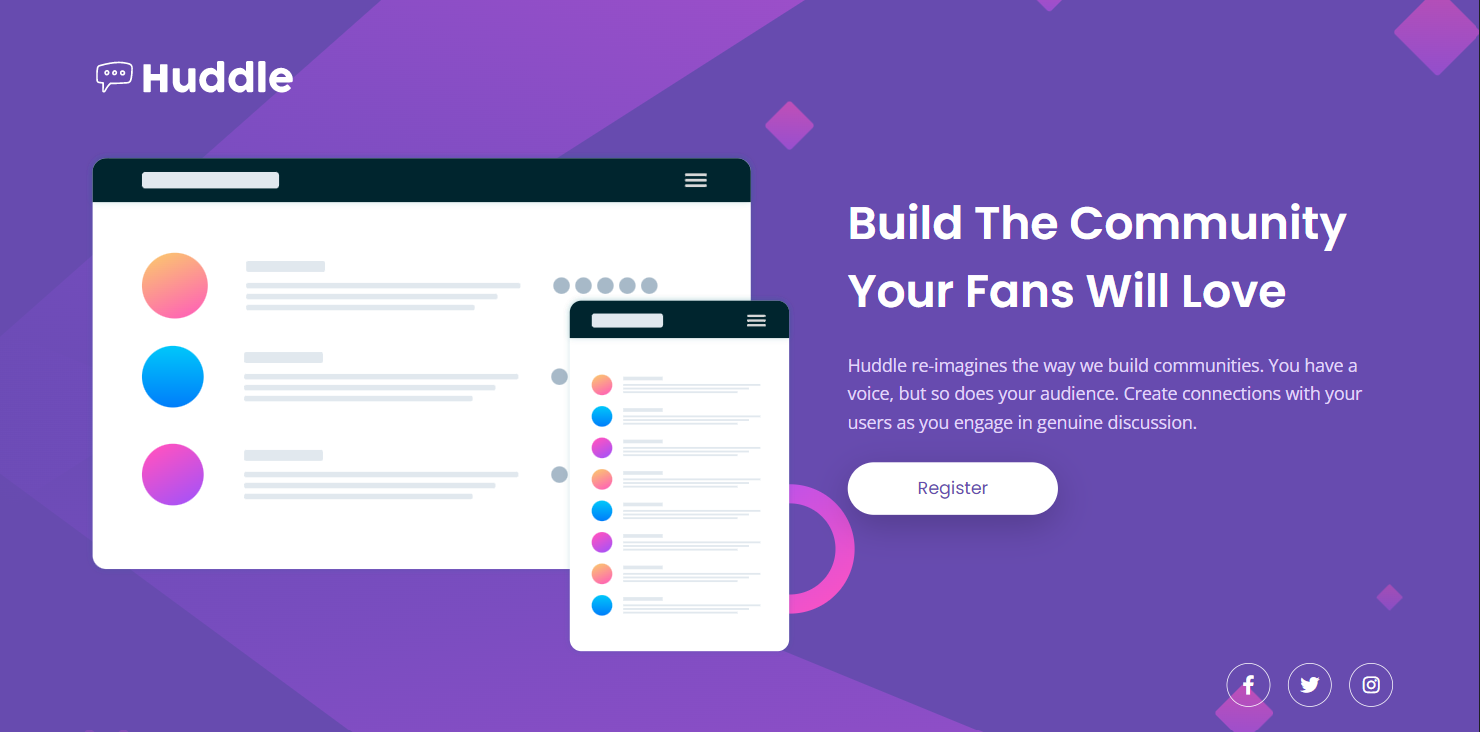 Huddle
Build The Community
Your Fans Will Love
Huddle re-imagines the way we build communities. You have a
voice, but so does your audience. Create connections with your
users as you engage in genuine discussion.
Register